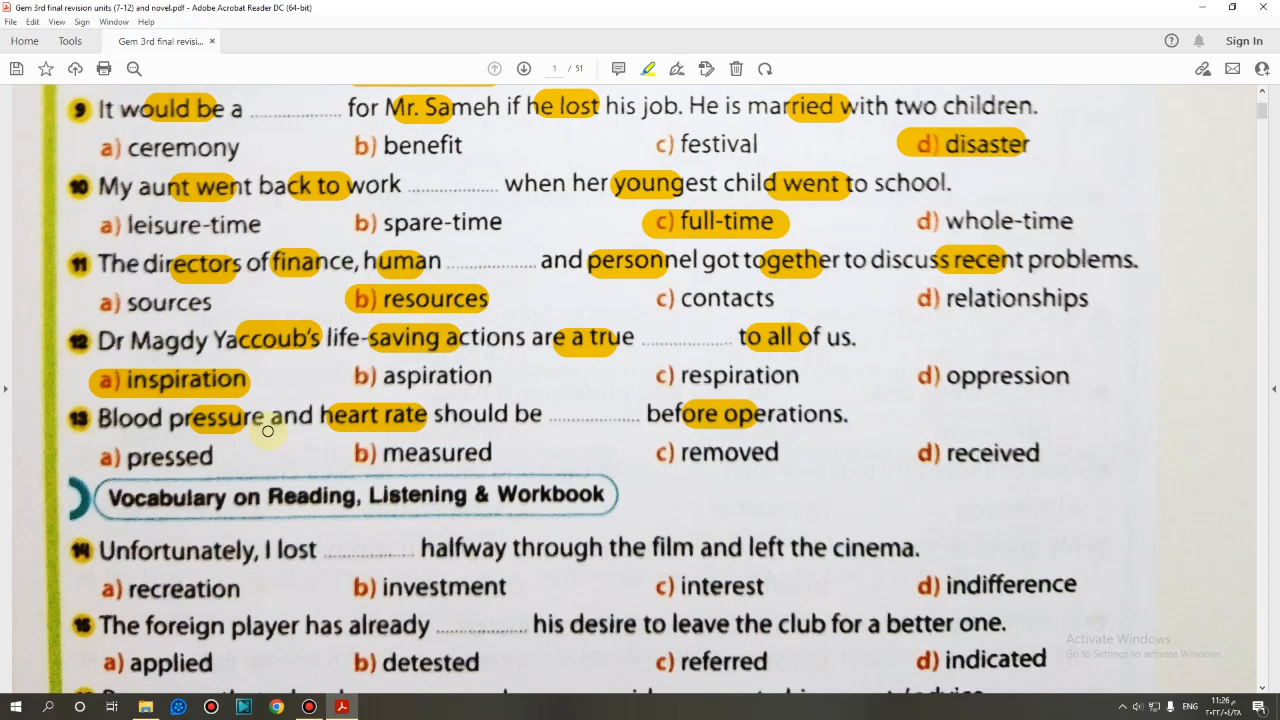 Gem 3rd final revision units (7-12) and novel.pdf - Adobe Acrobat Reader DC (64-bit)
File Edit View Sign Window Help
Home Tools Gem 3rd final revisi... × Sign In
1 / 51
9 It would be a .................... for Mr. Sameh if he lost his job. He is married with two children.
a) ceremony b) benefit c) festival d) disaster
10 My aunt went back to work .................... when her youngest child went to school.
a) leisure-time b) spare-time c) full-time d) whole-time
11 The directors of finance, human .................... and personnel got together to discuss recent problems.
a) sources b) resources c) contacts d) relationships
12 Dr Magdy Yaccoub's life-saving actions are a true .................... to all of us.
a) inspiration b) aspiration c) respiration d) oppression
13 Blood pressure and heart rate should be .................... before operations.
a) pressed b) measured c) removed d) received
Vocabulary on Reading, Listening & Workbook
14 Unfortunately, I lost .................... halfway through the film and left the cinema.
a) recreation b) investment c) interest d) indifference
15 The foreign player has already .................... his desire to leave the club for a better one.
a) applied b) detested c) referred d) indicated
Activate Windows
Go to Settings to activate Windows.
ENG 11:26 م
٢٠٢٢/٠٤/٢٨